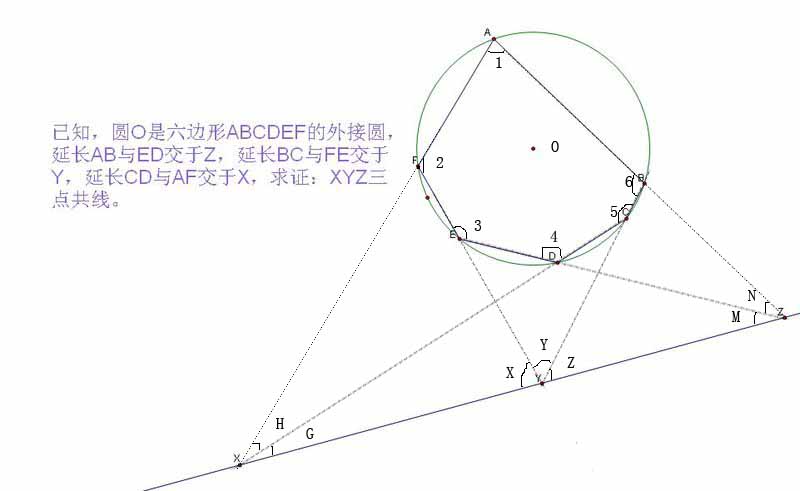 A
1
已知，圆O是六边形ABCDEF的外接圆，
延长AB与ED交于Z，延长BC与FE交于
Y，延长CD与AF交于X，求证：XYZ三
点共线。
O
F
2
6
B
5
C
3
E
4
D
N
Z
M
Y
Z
X
Y
H
G
X